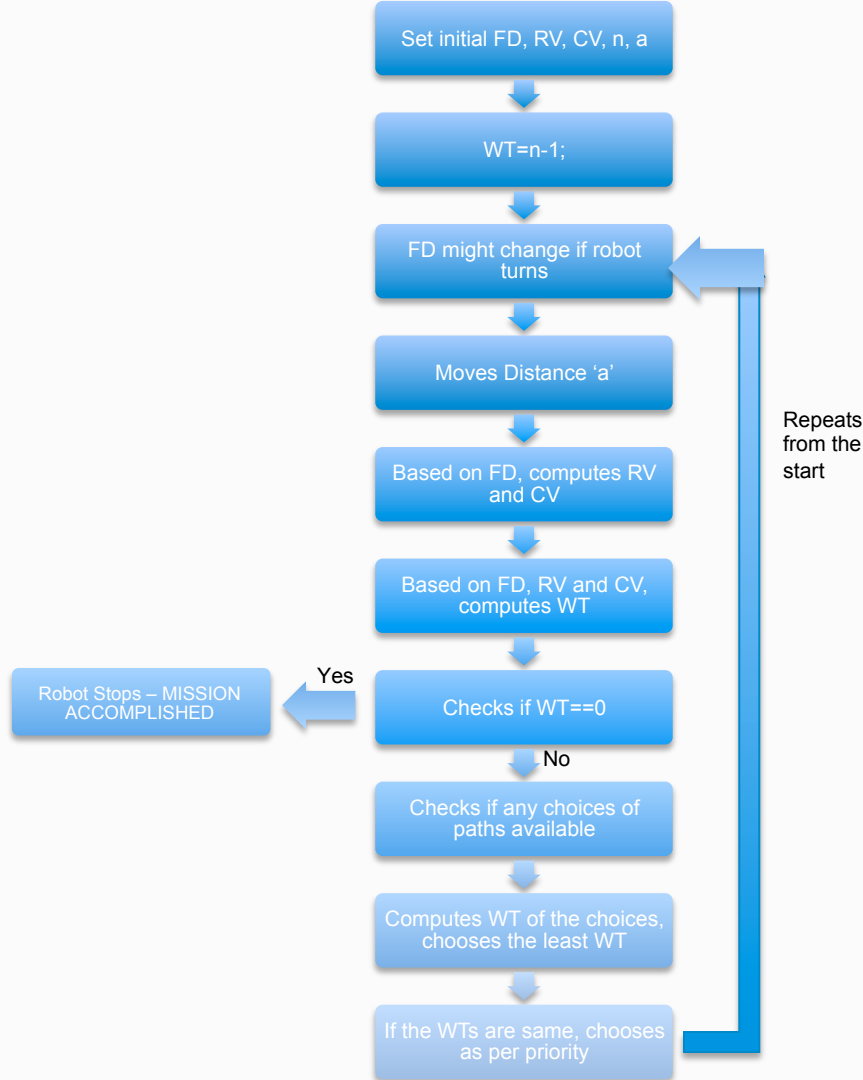 Set initial FD, RV, CV, n, a
WT=n-1;
FD might change if robot
turns
Moves Distance ‘a’
Based on FD, computes RV
and CV
Based on FD, RV and CV,
computes WT
Checks if WT==0
Yes
Robot Stops – MISSION
ACCOMPLISHED
No
Checks if any choices of
paths available
Computes WT of the choices,
chooses the least WT
If the WTs are same, chooses
as per priority
Repeats
from the
start